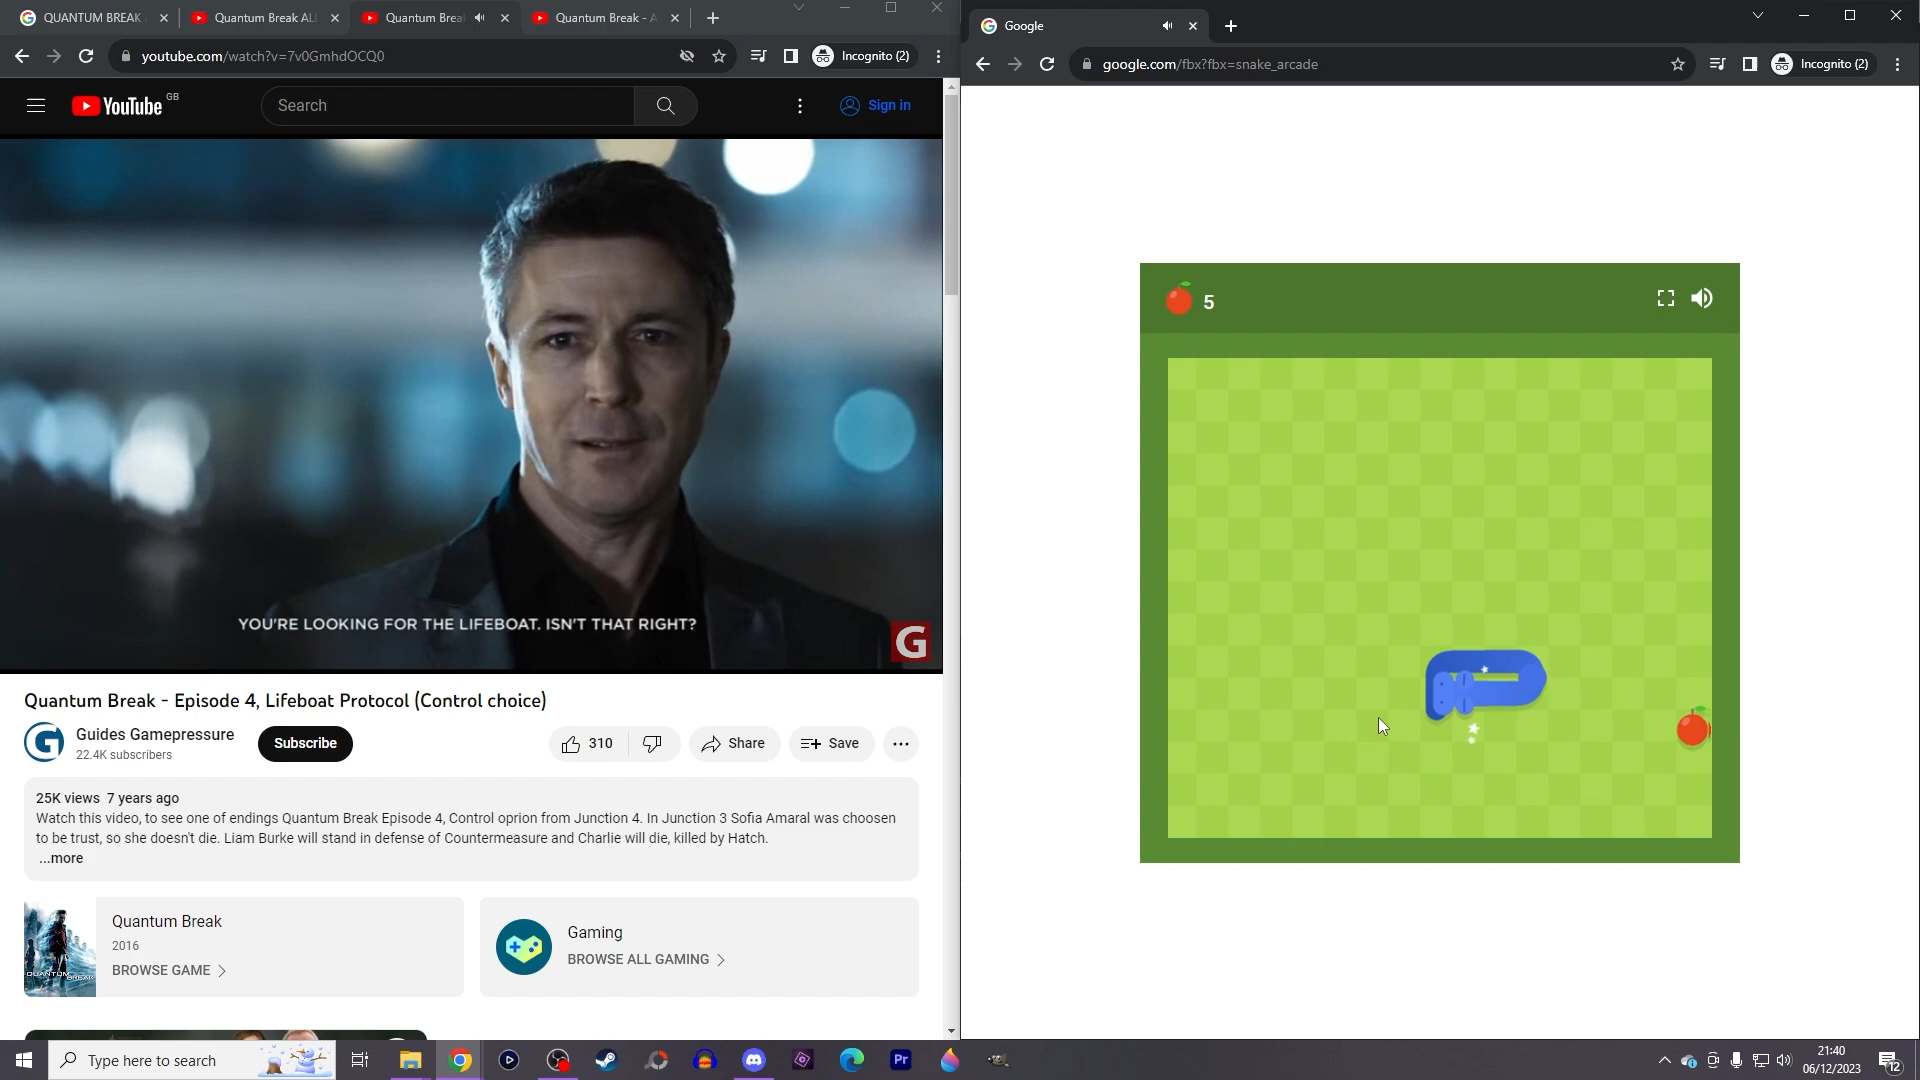 QUANTUM BREAK
Quantum Break ALL
Quantum Break
Quantum Break - A
youtube.com/watch?v=7v0GmhdOCQ0
Incognito (2)
YouTube GB
Search
Sign in
YOU'RE LOOKING FOR THE LIFEBOAT. ISN'T THAT RIGHT?
G
Quantum Break - Episode 4, Lifeboat Protocol (Control choice)
Guides Gamepressure
22.4K subscribers
Subscribe
310
Share
Save
25K views 7 years ago
Watch this video, to see one of endings Quantum Break Episode 4, Control oprion from Junction 4. In Junction 3 Sofia Amaral was choosen
to be trust, so she doesn't die. Liam Burke will stand in defense of Countermeasure and Charlie will die, killed by Hatch.
...more
QUANTUM BREAK
Quantum Break
2016
BROWSE GAME
Gaming
BROWSE ALL GAMING
Google
google.com/fbx?fbx=snake_arcade
Incognito (2)
5
Type here to search
Pr
21:40
06/12/2023
12